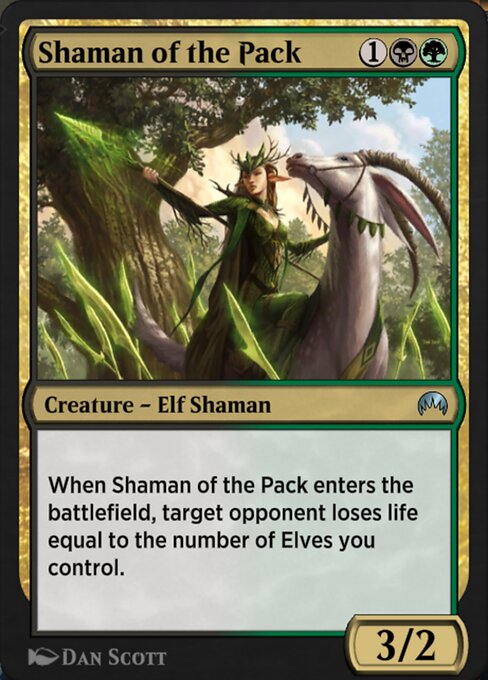 Shaman of the Pack 1
Creature – Elf Shaman
When Shaman of the Pack enters the
battlefield, target opponent loses life
equal to the number of Elves you
control.
3/2
Dan Scott